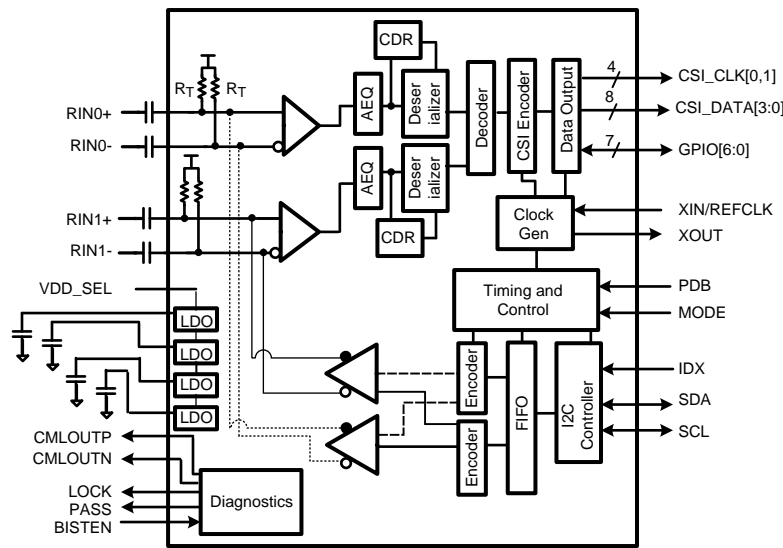 CDR
4
CSI_CLK[0,1]
RT
RT
RIN0+
AEQ
Deser
ializer
Decoder
CSI Encoder
Data Output
8
CSI_DATA[3:0]
RIN0-
7
GPIO[6:0]
RIN1+
AEQ
Deser
ializer
Clock
Gen
XIN/REFCLK
XOUT
RIN1-
CDR
VDD_SEL
Timing and
Control
PDB
MODE
LDO
LDO
LDO
LDO
Encoder
FIFO
I2C
Controller
IDX
SDA
SCL
Encoder
CMLOUTP
CMLOUTN
LOCK
PASS
BISTEN
Diagnostics